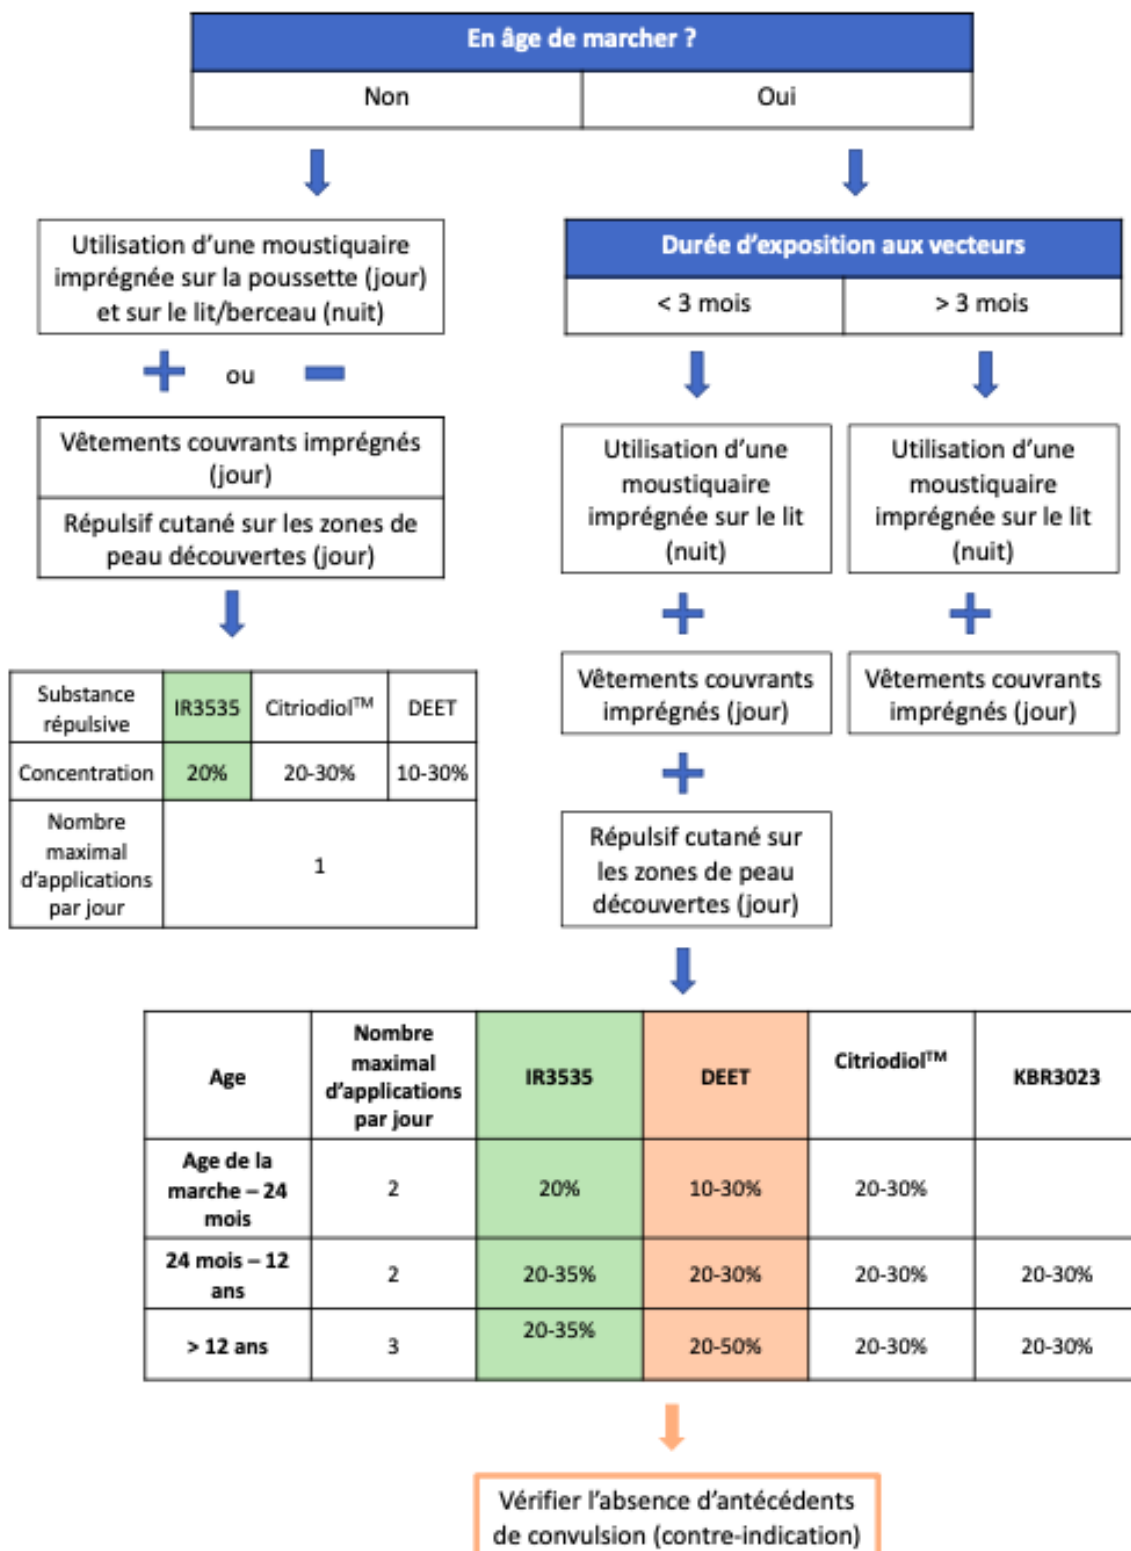 En âge de marcher ?
Non
Oui
Utilisation d'une moustiquaire
imprégnée sur la poussette (jour)
et sur le lit/berceau (nuit)
ou
Vêtements couvrants imprégnés
(jour)
Répulsif cutané sur les zones de
peau découvertes (jour)
Substance
répulsive
IR3535
Citriodiol™
DEET
Concentration
20%
20-30%
10-30%
Nombre
maximal
d'applications
par jour
1
Durée d'exposition aux vecteurs
< 3 mois
> 3 mois
Utilisation d'une
moustiquaire
imprégnée sur le lit
(nuit)
Vêtements couvrants
imprégnés (jour)
Répulsif cutané sur
les zones de peau
découvertes (jour)
Utilisation d'une
moustiquaire
imprégnée sur le lit
(nuit)
Vêtements couvrants
imprégnés (jour)
Age
Nombre
maximal
d'applications
par jour
IR3535
DEET
Citriodiol™
KBR3023
Age de la
marche – 24
mois
2
20%
10-30%
20-30%
24 mois – 12
ans
2
20-35%
20-30%
20-30%
20-30%
> 12 ans
3
20-35%
20-50%
20-30%
20-30%
Vérifier l'absence d'antécédents
de convulsion (contre-indication)